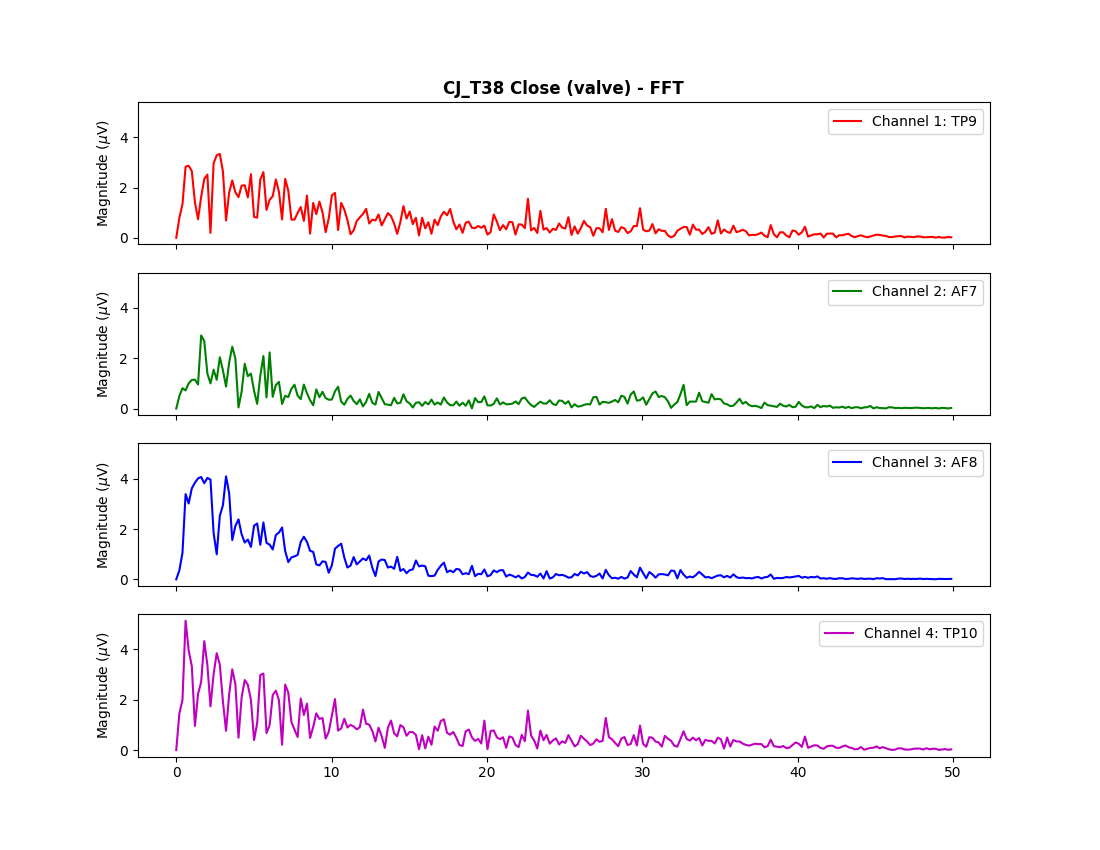 CJ_T38 Close (valve) - FFT
Magnitude (μV)
4
2
0
Channel 1: TP9
Magnitude (μV)
4
2
0
Channel 2: AF7
Magnitude (μV)
4
2
0
Channel 3: AF8
Magnitude (μV)
4
2
0
Channel 4: TP10
0 10 20 30 40 50